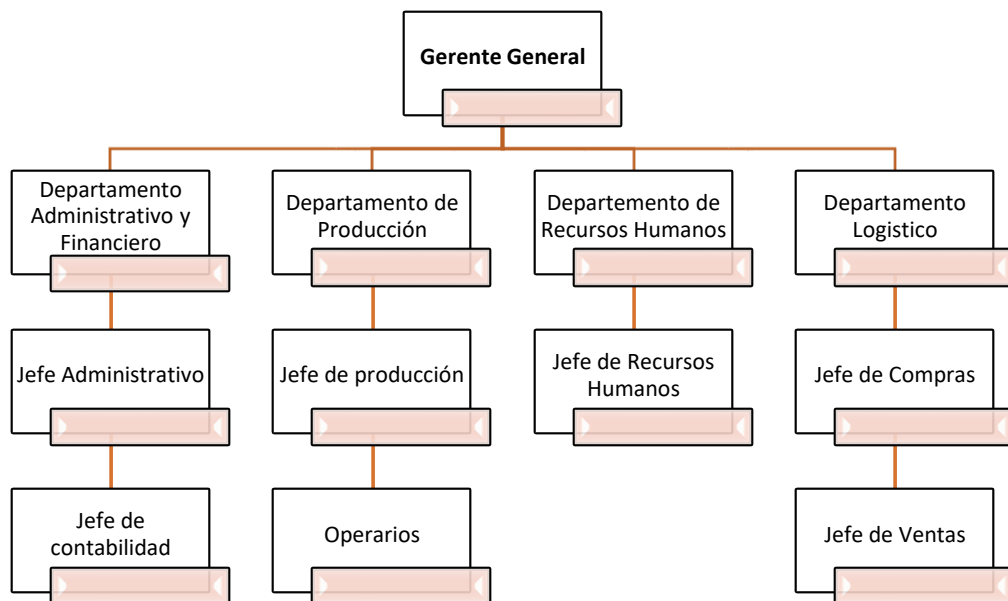 Gerente General
Departamento
Administrativo y
Financiero
Departamento de
Producción
Departemento de
Recursos Humanos
Departamento
Logistico
Jefe Administrativo
Jefe de producción
Jefe de Recursos
Humanos
Jefe de Compras
Jefe de
contabilidad
Operarios
Jefe de Ventas